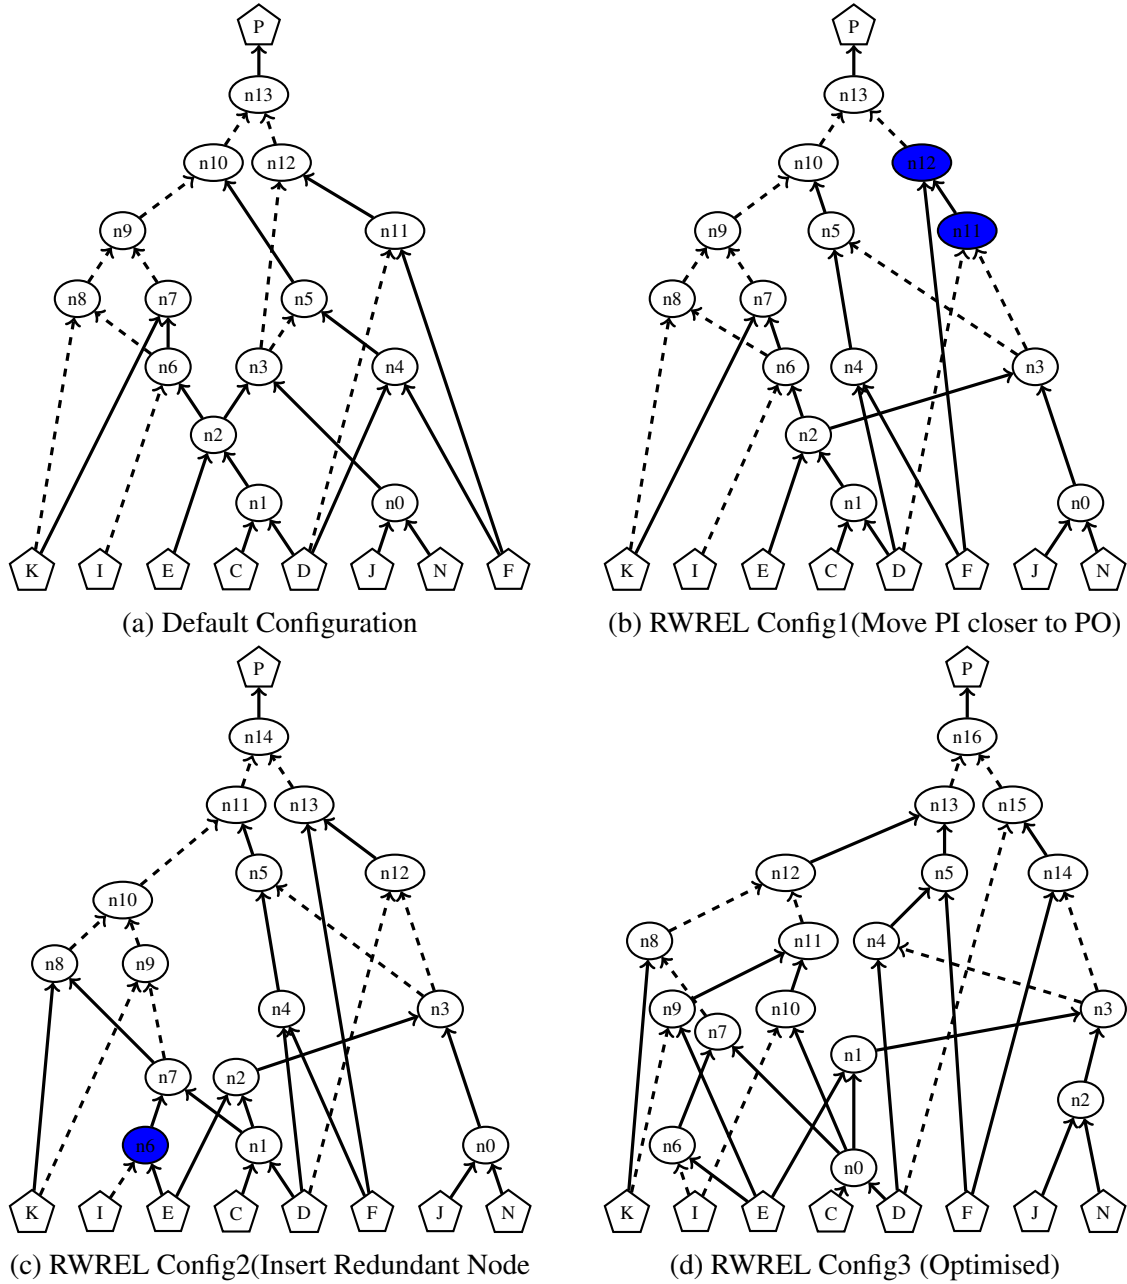 P
n13
n10 n12
n9 n11
n8 n7 n5
n6 n3 n4
n2
n1 n0
K I E C D J N F
(a) Default Configuration
P
n13
n10 n12
n9 n5 n11
n8 n7
n6 n4 n3
n2
n1 n0
K I E C D F J N
(b) RWREL Config1(Move PI closer to PO)
P
n14
n11 n13
n5 n12
n10
n8 n9
n4 n3
n7 n2
n6 n1 n0
K I E C D F J N
(c) RWREL Config2(Insert Redundant Node
P
n16
n13 n15
n12 n5 n14
n8 n11 n4
n9 n10 n3
n7
n1
n2
n6
n0
K I E C D F J N
(d) RWREL Config3 (Optimised)